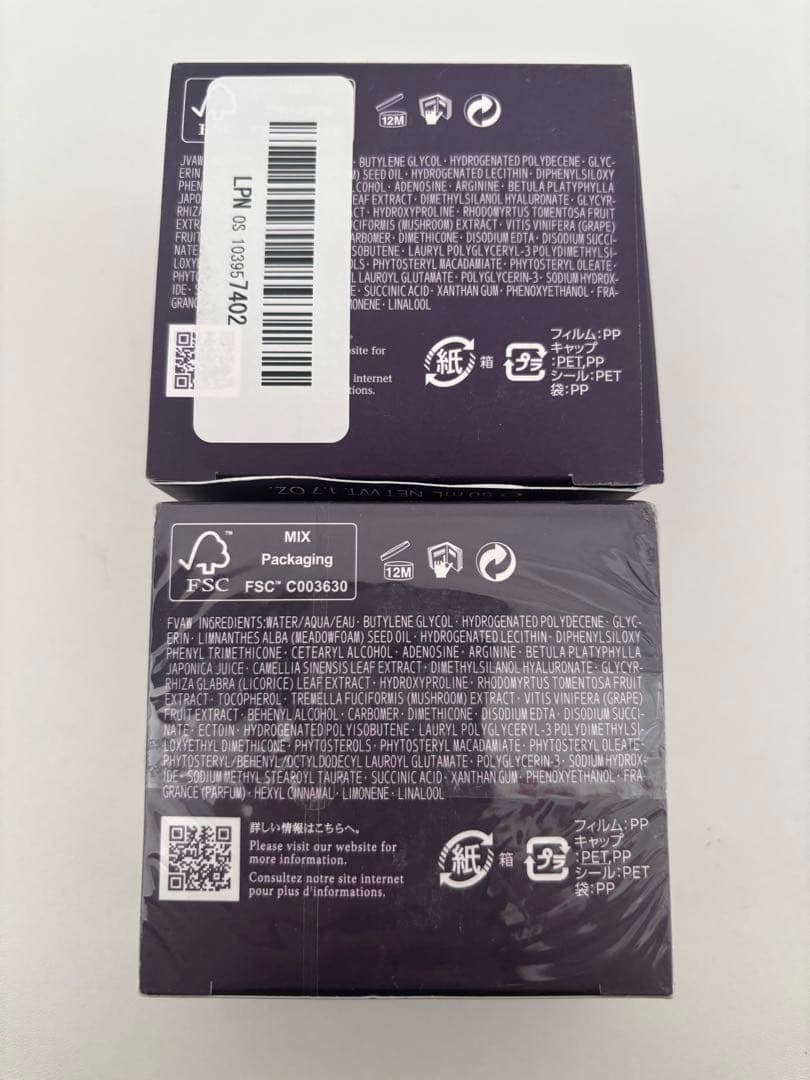 12M
JVAW
· BUTYLENE GLYCOL · HYDROGENATED POLYDECENE · GLYC-
ERIN SEED OIL · HYDROGENATED LECITHIN · DIPHENYLSILOXY
PHEN COHOL · ADENOSINE · ARGININE · BETULA PLATYPHYLLA
JAPO EAF EXTRACT · DIMETHYLSILANOL HYALURONATE · GLYCYR-
RHIZA CT · HYDROXYPROLINE · RHODOMYRTUS TOMENTOSA FRUIT
EXTR UCIFORMIS (MUSHROOM) EXTRACT · VITIS VINIFERA (GRAPE)
FRUIT ARBOMER · DIMETHICONE · DISODIUM EDTA · DISODIUM SUCCI-
NATE ISOBUTENE · LAURYL POLYGLYCERYL-3 POLYDIMETHYLSI-
LOXY LS · PHYTOSTERYL MACADAMIATE · PHYTOSTERYL OLEATE·
PHYTO L LAUROYL GLUTAMATE · POLYGLYCERIN-3 · SODIUM HYDROX-
IDE · S E · SUCCINIC ACID · XANTHAN GUM · PHENOXYETHANOL · FRA-
GRAN MONENE · LINALOOL
LPN OS 103957402
site for
internet
tions.
紙 箱
プラ
フィルム:PP
キャップ
:PET,PP
シール:PET
袋:PP
50 mL NET WT. 1.7 OZ.
FSC™
MIX
Packaging
FSC™ C003630
12M
FVAW INGREDIENTS:WATER/AQUA/EAU · BUTYLENE GLYCOL · HYDROGENATED POLYDECENE · GLYC-
ERIN · LIMNANTHES ALBA (MEADOWFOAM) SEED OIL · HYDROGENATED LECITHIN · DIPHENYLSILOXY
PHENYL TRIMETHICONE · CETEARYL ALCOHOL · ADENOSINE · ARGININE · BETULA PLATYPHYLLA
JAPONICA JUICE · CAMELLIA SINENSIS LEAF EXTRACT · DIMETHYLSILANOL HYALURONATE · GLYCYR-
RHIZA GLABRA (LICORICE) LEAF EXTRACT · HYDROXYPROLINE · RHODOMYRTUS TOMENTOSA FRUIT
EXTRACT · TOCOPHEROL · TREMELLA FUCIFORMIS (MUSHROOM) EXTRACT · VITIS VINIFERA (GRAPE)
FRUIT EXTRACT · BEHENYL ALCOHOL · CARBOMER · DIMETHICONE · DISODIUM EDTA · DISODIUM SUCCI-
NATE · ECTOIN · HYDROGENATED POLYISOBUTENE · LAURYL POLYGLYCERYL-3 POLYDIMETHYLSI-
LOXYETHYL DIMETHICONE · PHYTOSTEROLS · PHYTOSTERYL MACADAMIATE · PHYTOSTERYL OLEATE·
PHYTOSTERYL/BEHENYL/OCTYLDODECYL LAUROYL GLUTAMATE · POLYGLYCERIN-3 · SODIUM HYDROX-
IDE · SODIUM METHYL STEAROYL TAURATE · SUCCINIC ACID · XANTHAN GUM · PHENOXYETHANOL · FRA-
GRANCE (PARFUM) · HEXYL CINNAMAL · LIMONENE · LINALOOL
詳しい情報はこちらへ。
Please visit our website for
more information.
Consultez notre site internet
pour plus d'informations.
紙 箱
プラ
フィルム:PP
キャップ
:PET,PP
シール:PET
袋:PP